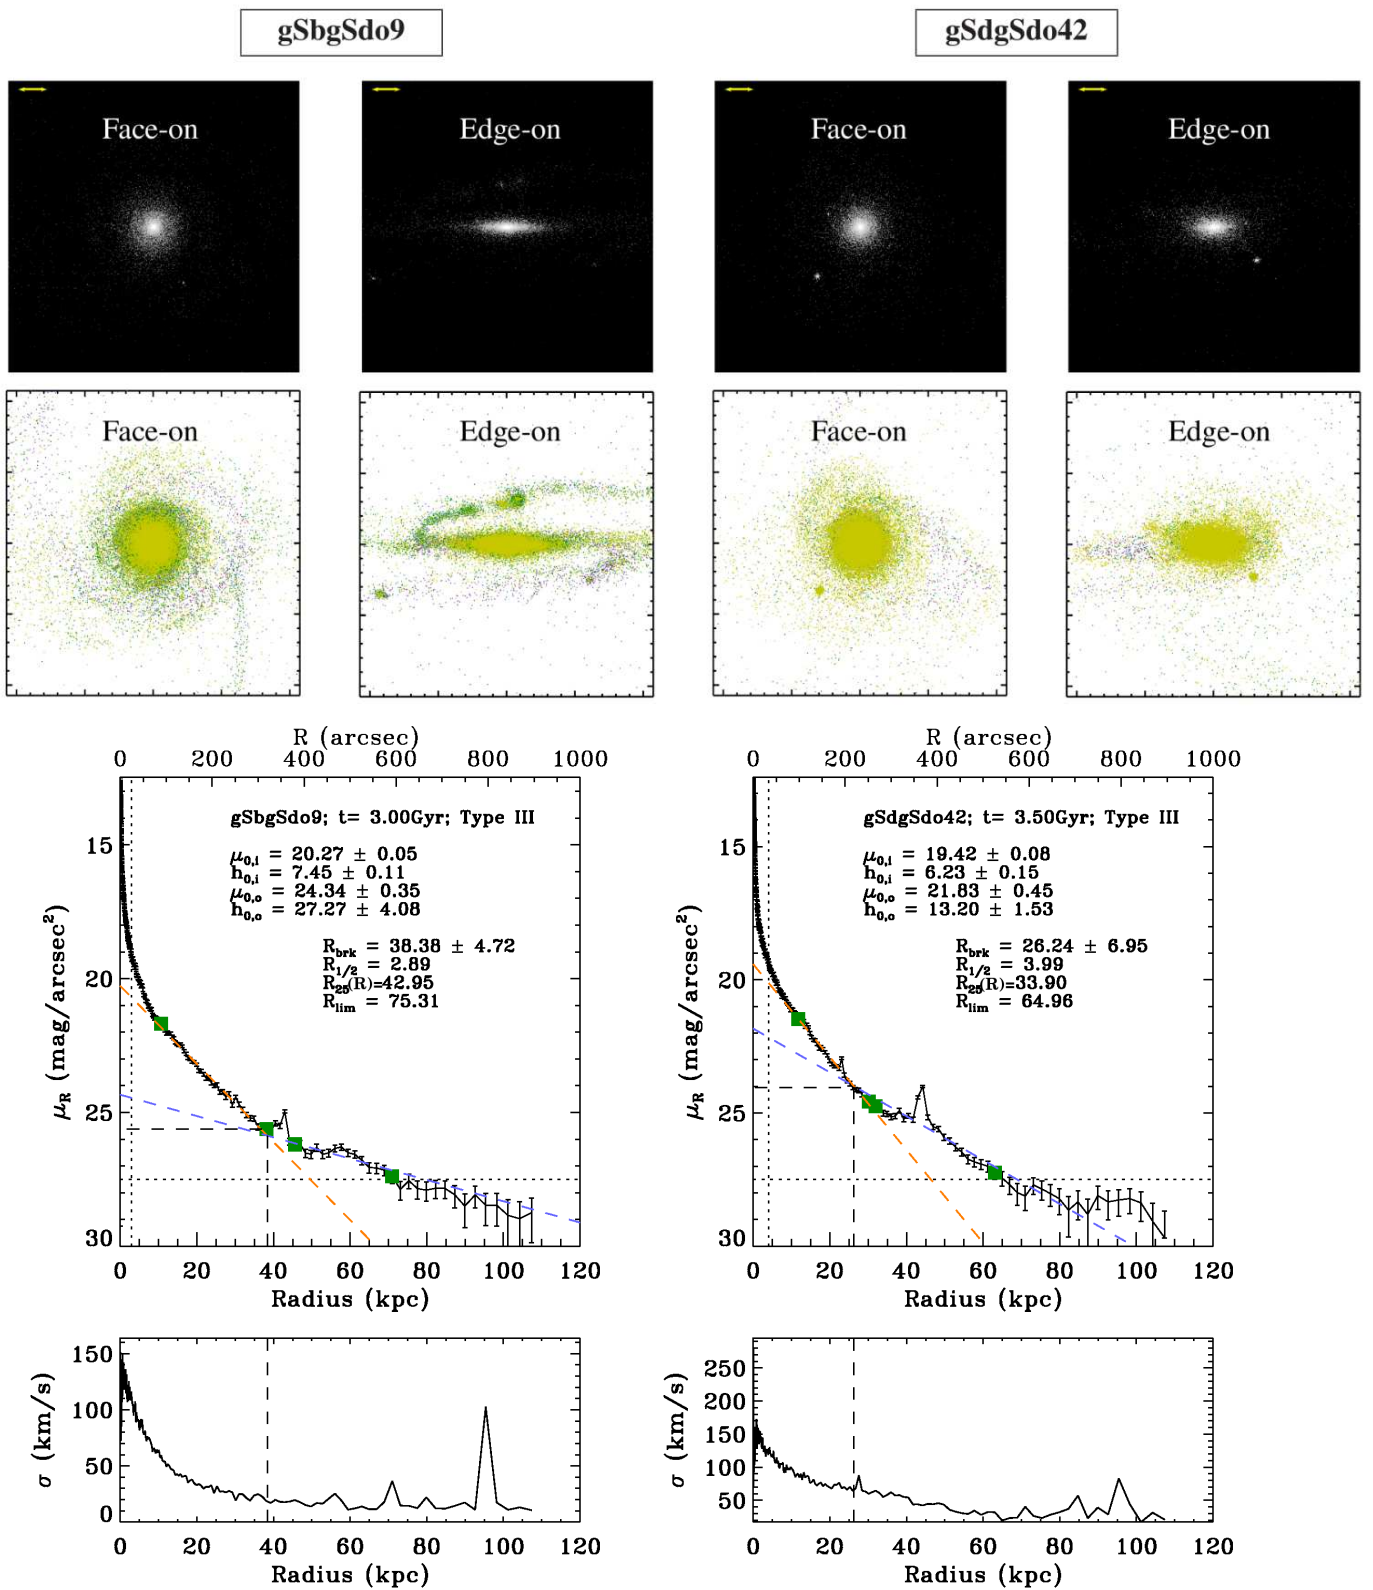 gSbgSdo9 gSdgSdo42
Face-on Edge-on Face-on Edge-on
Face-on Edge-on Face-on Edge-on
R (arcsec)
0 200 400 600 800 1000
gSbgSdo9; t= 3.00Gyr; Type III
μ0,i = 20.27 ± 0.05
h0,i = 7.45 ± 0.11
μ0,o = 24.34 ± 0.35
h0,o = 27.27 ± 4.08
Rbrk = 38.38 ± 4.72
R1/2 = 2.89
R25(R)=42.95
Rlim = 75.31
μR (mag/arcsec2)
15
20
25
30
0 20 40 60 80 100 120
Radius (kpc)
R (arcsec)
0 200 400 600 800 1000
gSdgSdo42; t= 3.50Gyr; Type III
μ0,i = 19.42 ± 0.08
h0,i = 6.23 ± 0.15
μ0,o = 21.83 ± 0.45
h0,o = 13.20 ± 1.53
Rbrk = 26.24 ± 6.95
R1/2 = 3.99
R25(R)=33.90
Rlim = 64.96
μR (mag/arcsec2)
15
20
25
30
0 20 40 60 80 100 120
Radius (kpc)
σ (km/s)
150
100
50
0
0 20 40 60 80 100 120
Radius (kpc)
σ (km/s)
250
200
150
100
50
0 20 40 60 80 100 120
Radius (kpc)